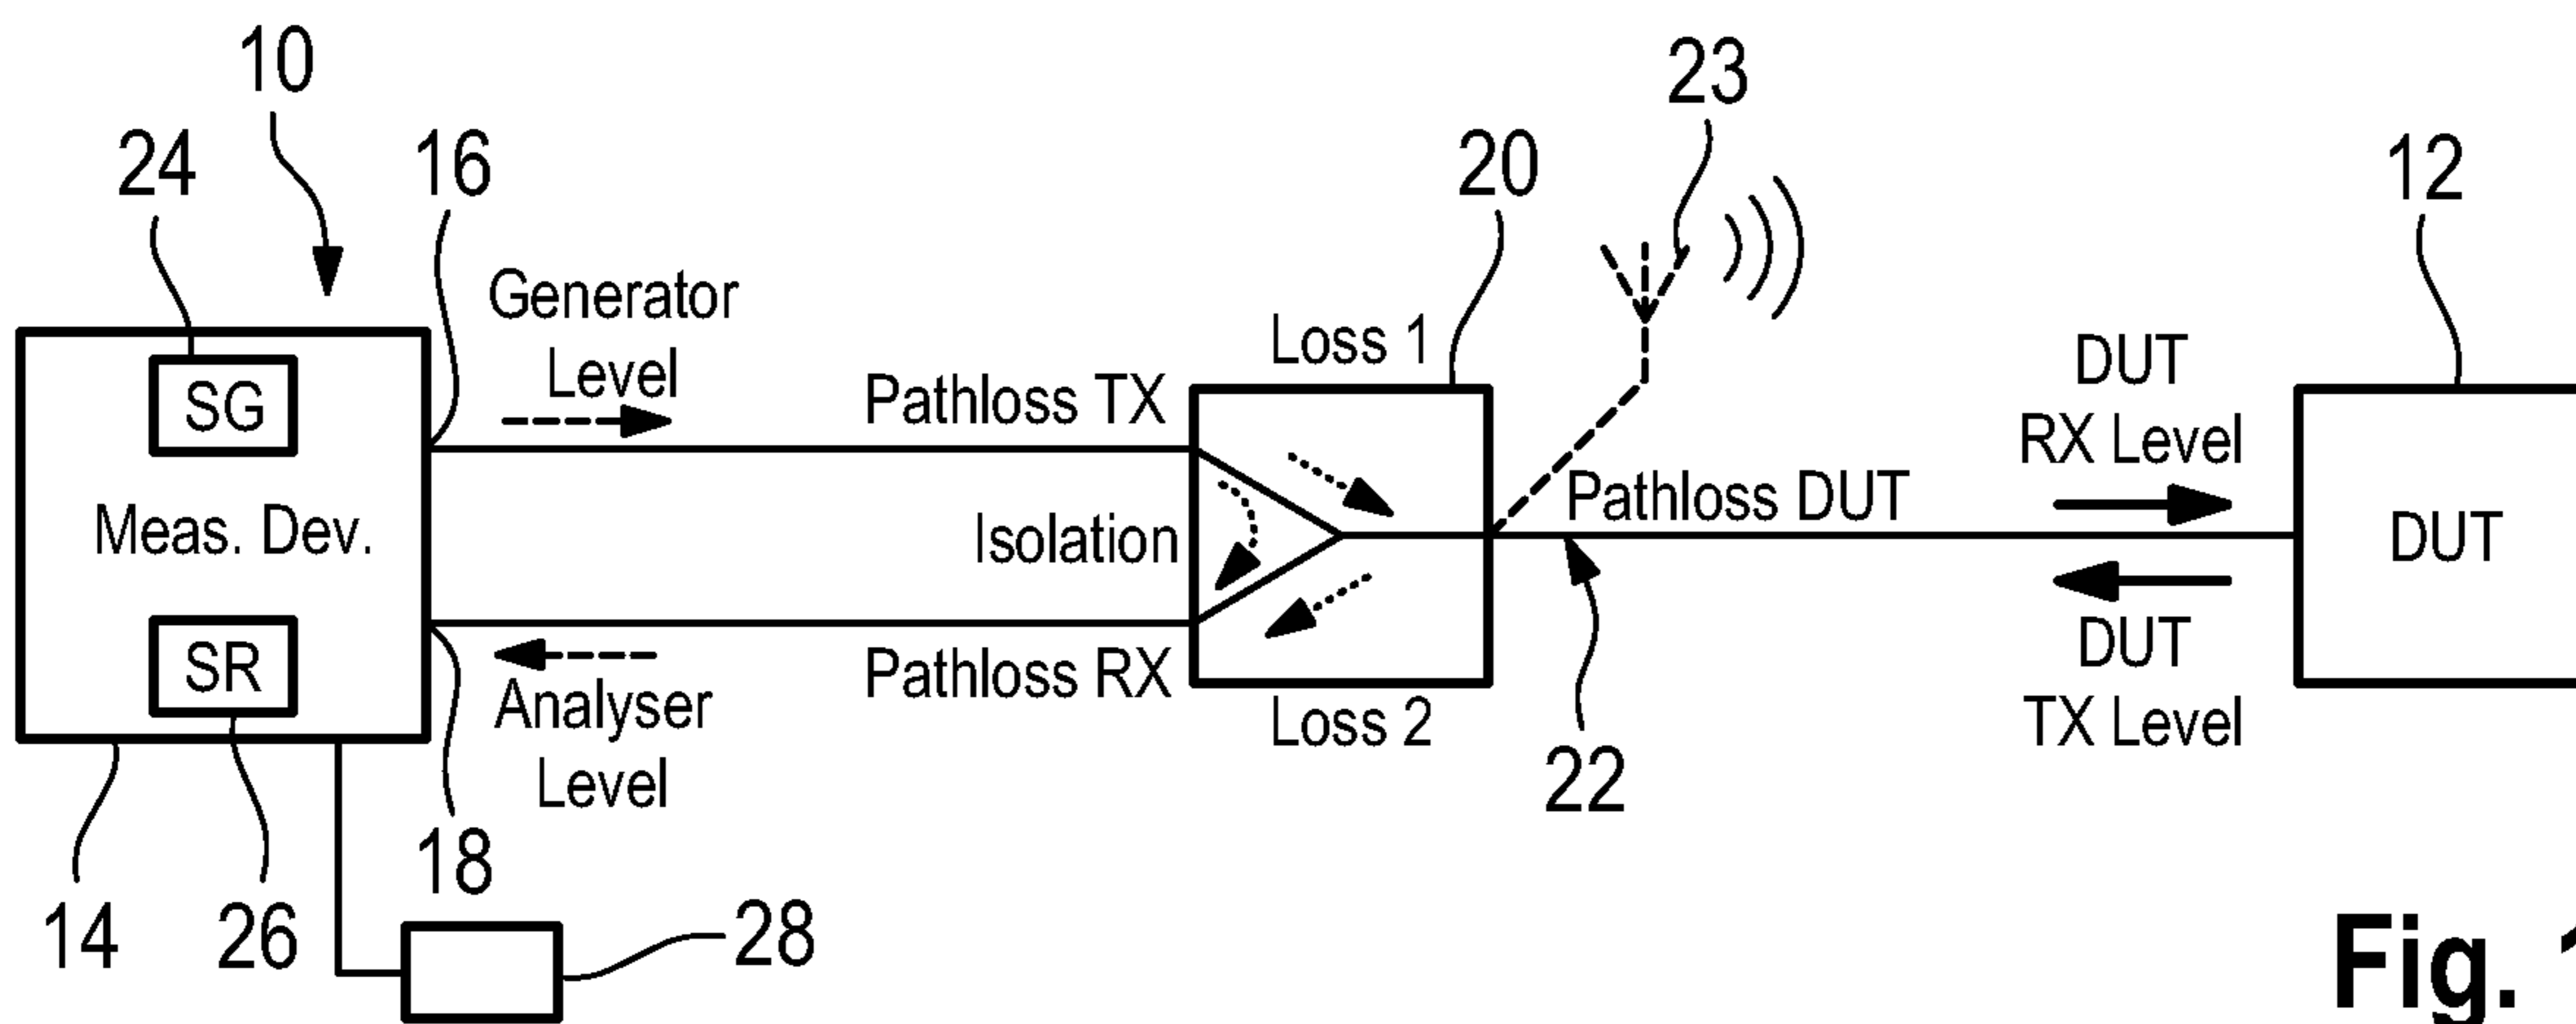 10
23
24
16
20
12
Generator
Level
Loss 1
DUT
RX Level
SG
Pathloss TX
Pathloss DUT
Meas. Dev.
Isolation
DUT
SR
Pathloss RX
DUT
TX Level
Analyser
Level
Loss 2
22
18
14
26
28
Fig. 1